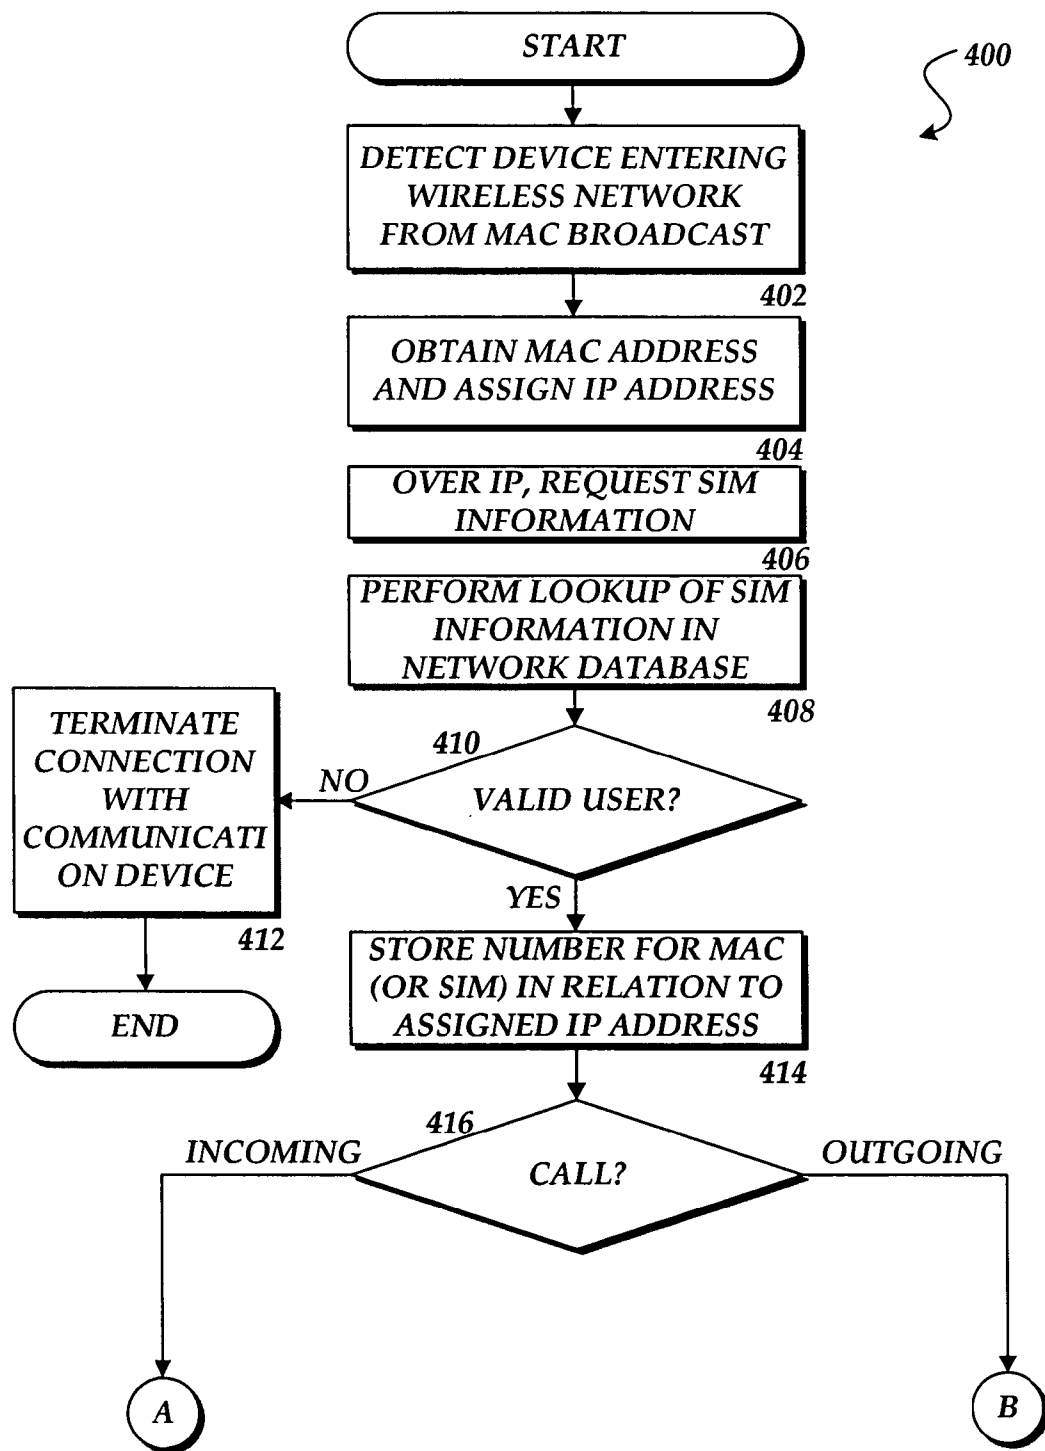 START
400
DETECT DEVICE ENTERING
WIRELESS NETWORK
FROM MAC BROADCAST
402
OBTAIN MAC ADDRESS
AND ASSIGN IP ADDRESS
404
OVER IP, REQUEST SIM
INFORMATION
406
PERFORM LOOKUP OF SIM
INFORMATION IN
NETWORK DATABASE
408
TERMINATE
CONNECTION
WITH
COMMUNICATI
ON DEVICE
412
END
410
NO
VALID USER?
YES
STORE NUMBER FOR MAC
(OR SIM) IN RELATION TO
ASSIGNED IP ADDRESS
414
416
INCOMING
CALL?
OUTGOING
A
B